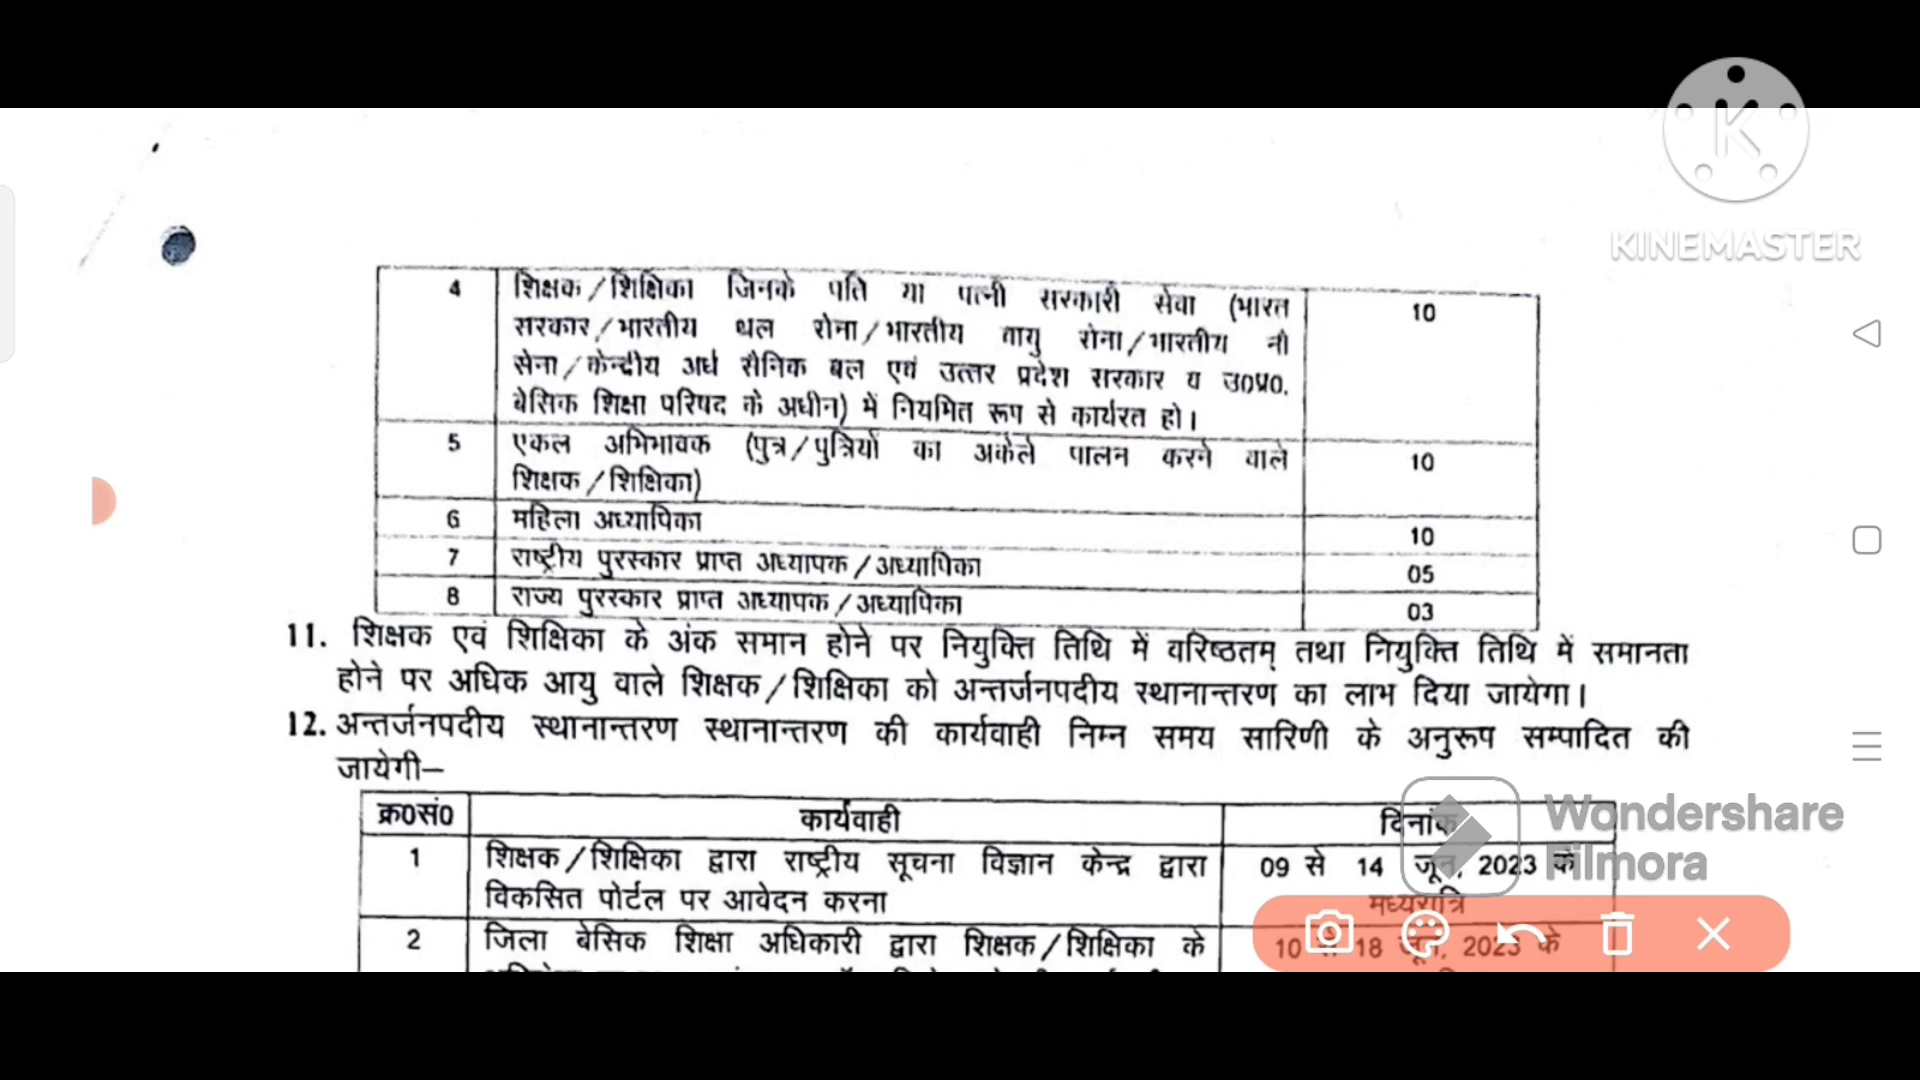 KINEMASTER
4 शिक्षक/शिक्षिका जिनके पति या पत्नी सरकारी सेवा (भारत 10
सरकार/भारतीय थल सेना/भारतीय वायु सेना/भारतीय नौ
सेना/केन्द्रीय अर्ध सैनिक बल एवं उत्तर प्रदेश सरकार व उ0प्र0.
बेसिक शिक्षा परिषद के अधीन) में नियमित रूप से कार्यरत हो।
5 एकल अभिभावक (पुत्र/पुत्रियों का अकेले पालन करने वाले 10
शिक्षक/शिक्षिका)
6 महिला अध्यापिका 10
7 राष्ट्रीय पुरस्कार प्राप्त अध्यापक/अध्यापिका 05
8 राज्य पुरस्कार प्राप्त अध्यापक/अध्यापिका 03
11. शिक्षक एवं शिक्षिका के अंक समान होने पर नियुक्ति तिथि में वरिष्ठतम् तथा नियुक्ति तिथि में समानता
होने पर अधिक आयु वाले शिक्षक/शिक्षिका को अन्तर्जनपदीय स्थानान्तरण का लाभ दिया जायेगा।
12. अन्तर्जनपदीय स्थानान्तरण स्थानान्तरण की कार्यवाही निम्न समय सारिणी के अनुरूप सम्पादित की
जायेगी–
क्र0सं0 कार्यवाही दिनांक
Wondershare
Filmora
1 शिक्षक/शिक्षिका द्वारा राष्ट्रीय सूचना विज्ञान केन्द्र द्वारा 09 से 14 जून, 2023 के
विकसित पोर्टल पर आवेदन करना मध्यरात्रि
2 जिला बेसिक शिक्षा अधिकारी द्वारा शिक्षक/शिक्षिका के 10 से 18 जून, 2023 के